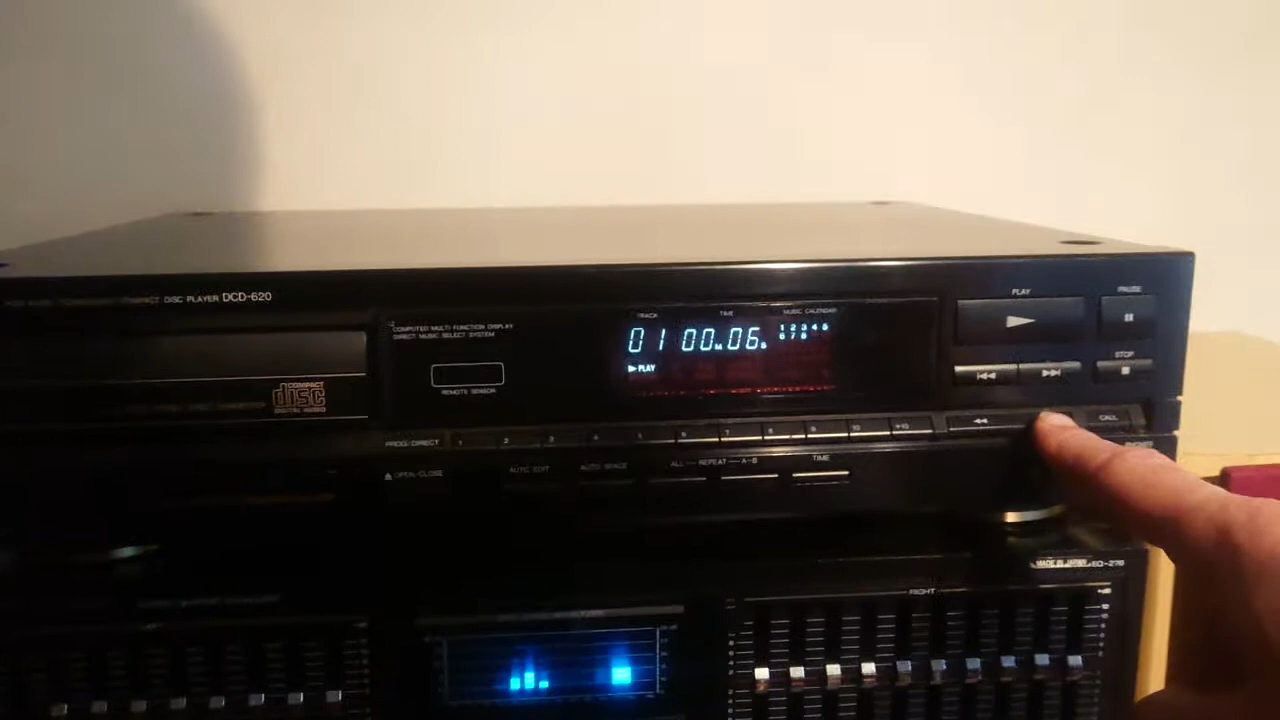 DISC PLAYER DCD-620
COMPUTED MULTI FUNCTION DISPLAY
DIRECT MUSIC SELECT SYSTEM
REMOTE SENSOR
COMPACT
disc
DIGITAL AUDIO
TRACK TIME MUSIC CALENDAR
01 00M06S 1 2 3 4 5
6 7 8
PLAY
PLAY
PAUSE
STOP
PROG/DIRECT 1 2 3 4 5 6 7 8 9 10 +10
CALL
OPEN/CLOSE
AUTO EDIT
AUTO SPACE
ALL REPEAT A-B
TIME
MADE IN JAPAN
EQ-276
RIGHT